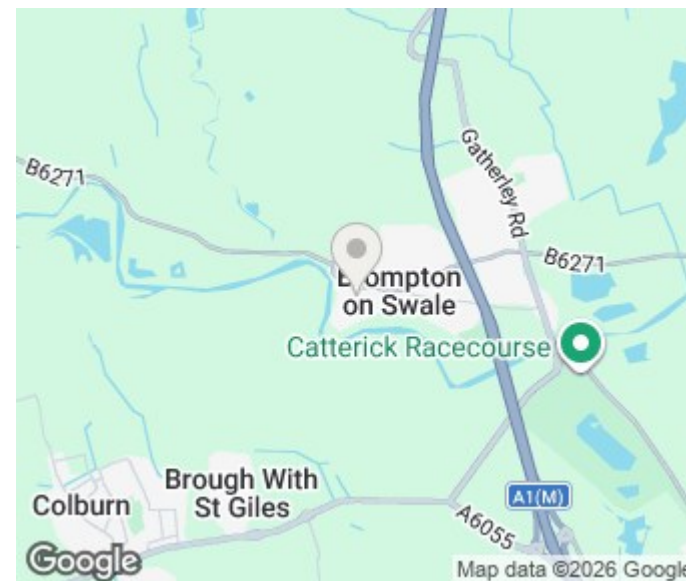 B6271
Gatherley Rd
B6271
Brompton
on Swale
Catterick Racecourse
Brough With
St Giles
Colburn
A1(M)
A6055
Google
Map data ©2026 Google